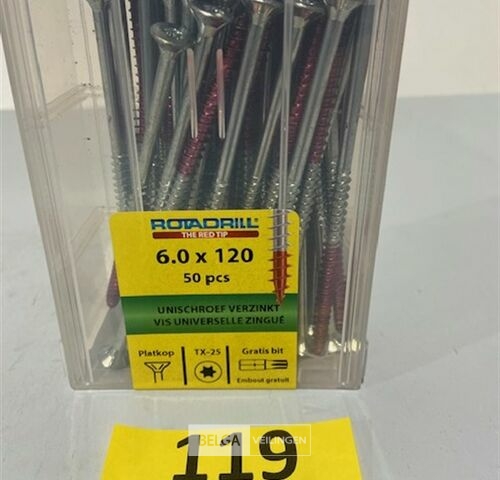 ROTADRILL®
THE RED TIP
6.0 x 120
50 pcs
UNISCHROEF VERZINKT
VIS UNIVERSELLE ZINGUÉ
Platkop TX-25 Gratis bit
Embout gratuit
119
BELGA VEILINGEN